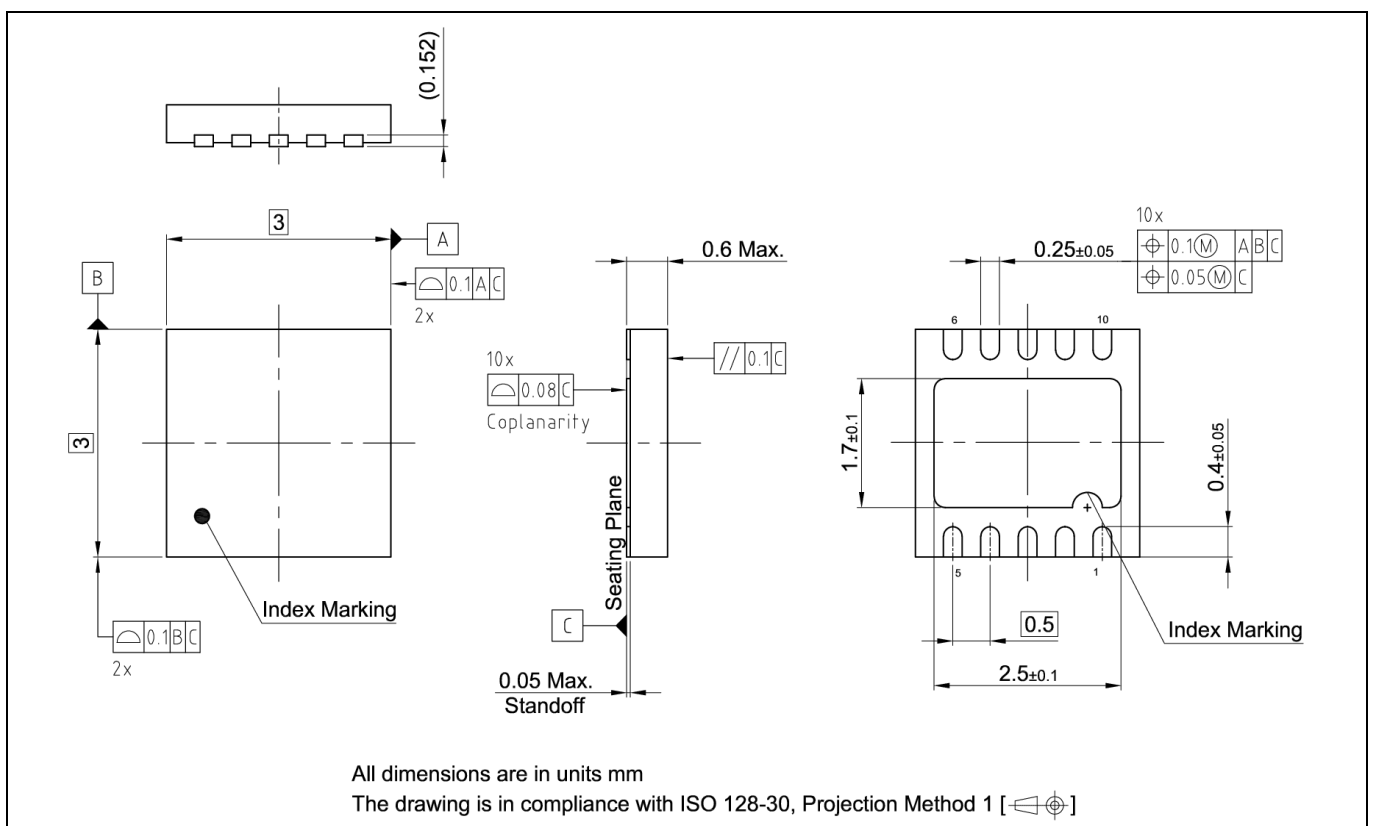 (0.152)
3
A
B
⌓ 0.1 A C
2x
3
Index Marking
⌓ 0.1 B C
2x
0.6 Max.
10x
⌓ 0.08 C
Coplanarity
// 0.1 C
Seating Plane
C
0.05 Max.
Standoff
10x
0.25±0.05
⌖ 0.1 Ⓜ A B C
⌖ 0.05 Ⓜ C
6
10
1.7±0.1
0.4±0.05
5
1
0.5
Index Marking
2.5±0.1
All dimensions are in units mm
The drawing is in compliance with ISO 128-30, Projection Method 1 [ ]